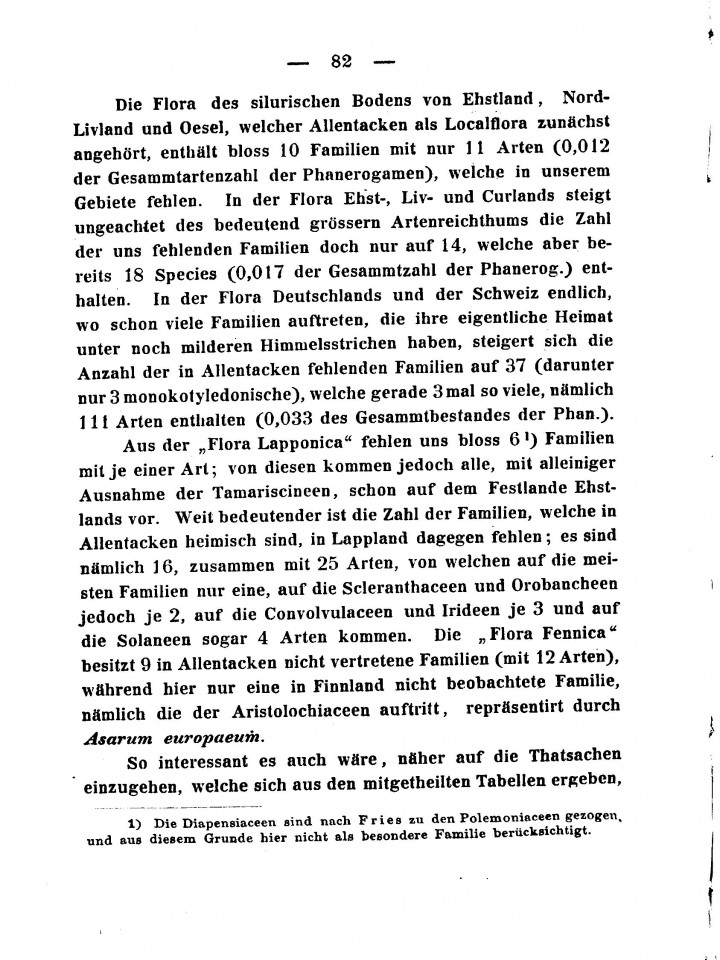 — 82 —
Die Flora des silurischen Bodens von Ehstland, Nord-
Livland und Oesel, welcher Allentacken als Localflora zunächst
angehört, enthält bloss 10 Familien mit nur 11 Arten (0,012
der Gesammtartenzahl der Phanerogamen), welche in unserem
Gebiete fehlen. In der Flora Ehst-, Liv- und Curlands steigt
ungeachtet des bedeutend grössern Artenreichthums die Zahl
der uns fehlenden Familien doch nur auf 14, welche aber be-
reits 18 Species (0,017 der Gesammtzahl der Phanerog.) ent-
halten. In der Flora Deutschlands und der Schweiz endlich,
wo schon viele Familien auftreten, die ihre eigentliche Heimat
unter noch milderen Himmelsstrichen haben, steigert sich die
Anzahl der in Allentacken fehlenden Familien auf 37 (darunter
nur 3 monokotyledonische), welche gerade 3mal so viele, nämlich
111 Arten enthalten (0,033 des Gesammtbestandes der Phan.).
Aus der „Flora Lapponica“ fehlen uns bloss 6¹) Familien
mit je einer Art; von diesen kommen jedoch alle, mit alleiniger
Ausnahme der Tamariscineen, schon auf dem Festlande Ehst-
lands vor. Weit bedeutender ist die Zahl der Familien, welche in
Allentacken heimisch sind, in Lappland dagegen fehlen; es sind
nämlich 16, zusammen mit 25 Arten, von welchen auf die mei-
sten Familien nur eine, auf die Scleranthaceen und Orobancheen
jedoch je 2, auf die Convolvulaceen und Irideen je 3 und auf
die Solaneen sogar 4 Arten kommen. Die „Flora Fennica“
besitzt 9 in Allentacken nicht vertretene Familien (mit 12 Arten),
während hier nur eine in Finnland nicht beobachtete Familie,
nämlich die der Aristolochiaceen auftritt, repräsentirt durch
Asarum europaeum.
So interessant es auch wäre, näher auf die Thatsachen
einzugehen, welche sich aus den mitgetheilten Tabellen ergeben,
1) Die Diapensiaceen sind nach Fries zu den Polemoniaceen gezogen,
und aus diesem Grunde hier nicht als besondere Familie berücksichtigt.